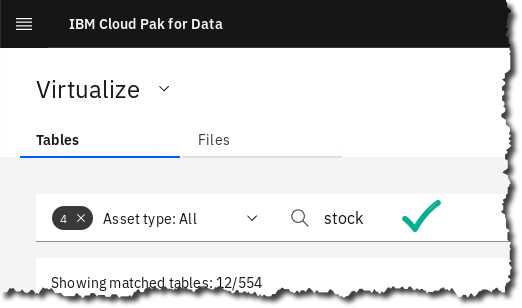 IBM Cloud Pak for Data
Virtualize
Tables Files
4 Asset type: All stock
Showing matched tables: 12/554